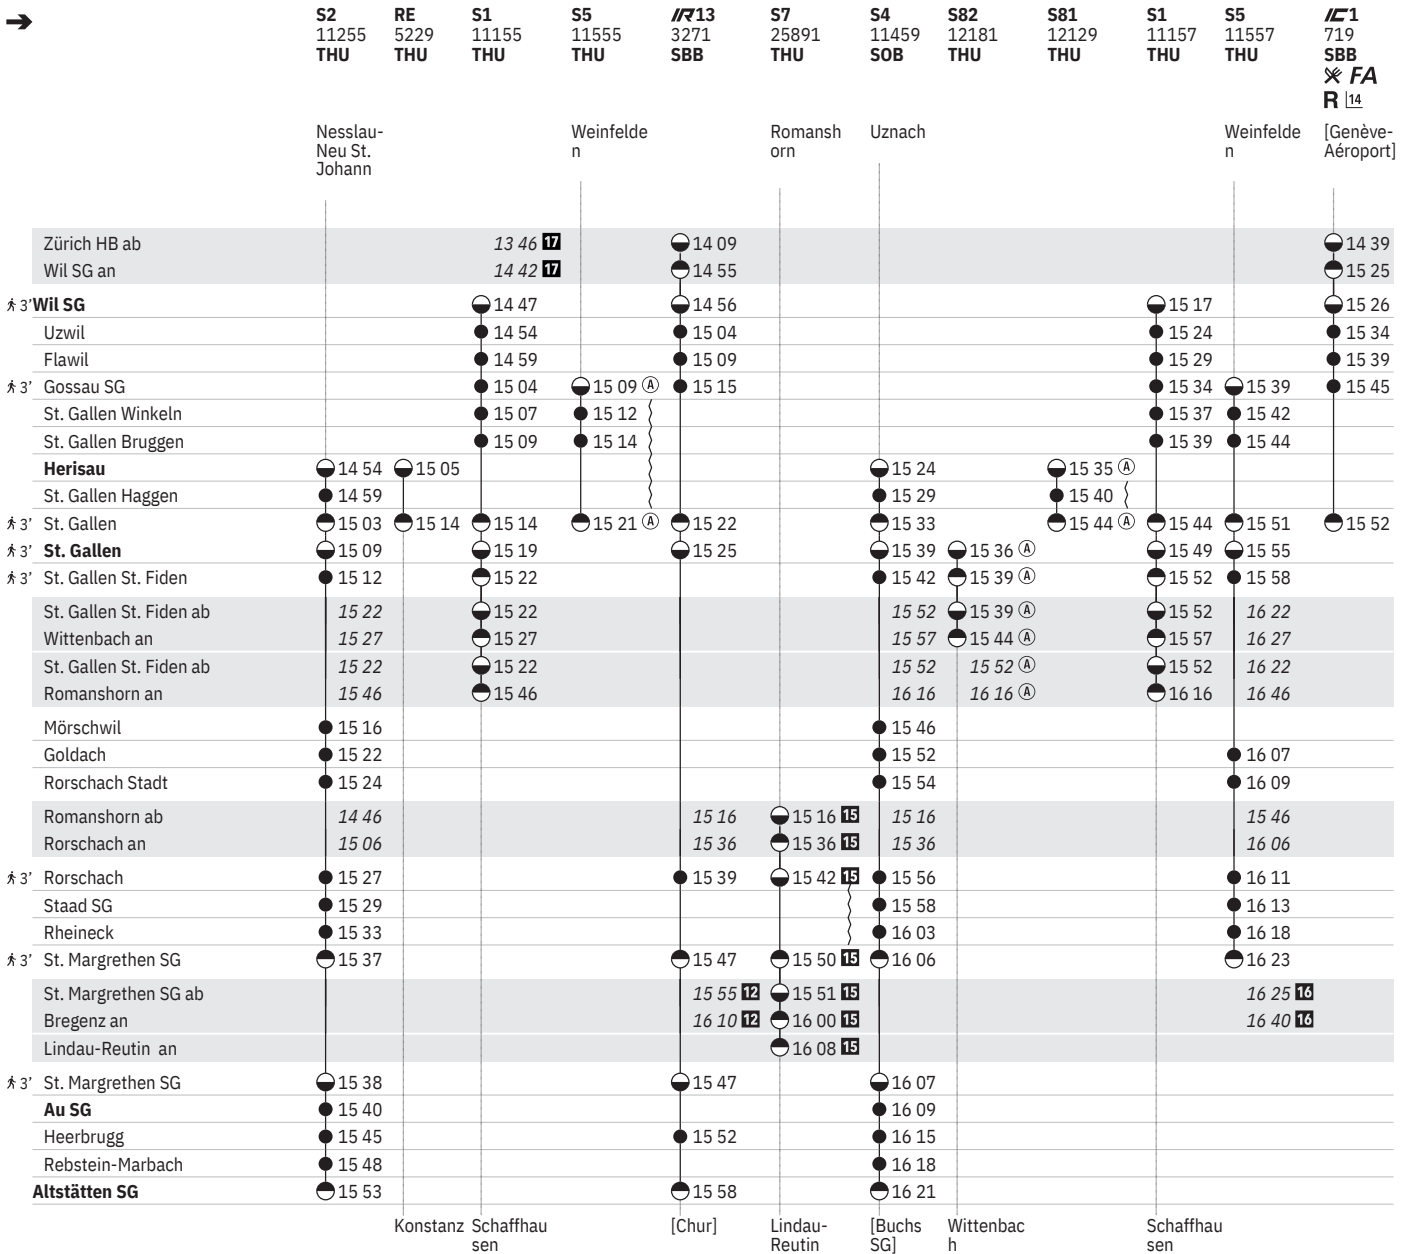 S2 RE S1 S5 IR13 S7 S4 S82 S81 S1 S5 IC1
11255 5229 11155 11555 3271 25891 11459 12181 12129 11157 11557 719
THU THU THU THU SBB THU SOB THU THU THU THU SBB
FA
R 14
Nesslau- Weinfelde Romansh Uznach Weinfelde [Genève-
Neu St. n orn n Aéroport]
Johann
Zürich HB ab 13 46 17 14 09 14 39
Wil SG an 14 42 17 14 55 15 25
3' Wil SG 14 47 14 56 15 17 15 26
Uzwil 14 54 15 04 15 24 15 34
Flawil 14 59 15 09 15 29 15 39
3' Gossau SG 15 04 15 09 A 15 15 15 34 15 39 15 45
St. Gallen Winkeln 15 07 15 12 15 37 15 42
St. Gallen Bruggen 15 09 15 14 15 39 15 44
Herisau 14 54 15 05 15 24 15 35 A
St. Gallen Haggen 14 59 15 29 15 40
3' St. Gallen 15 03 15 14 15 14 15 21 A 15 22 15 33 15 44 A 15 44 15 51 15 52
3' St. Gallen 15 09 15 19 15 25 15 39 15 36 A 15 49 15 55
3' St. Gallen St. Fiden 15 12 15 22 15 42 15 39 A 15 52 15 58
St. Gallen St. Fiden ab 15 22 15 22 15 52 15 39 A 15 52 16 22
Wittenbach an 15 27 15 27 15 57 15 44 A 15 57 16 27
St. Gallen St. Fiden ab 15 22 15 22 15 52 15 52 A 15 52 16 22
Romanshorn an 15 46 15 46 16 16 16 16 A 16 16 16 46
Mörschwil 15 16 15 46
Goldach 15 22 15 52 16 07
Rorschach Stadt 15 24 15 54 16 09
Romanshorn ab 14 46 15 16 15 16 15 15 16 15 46
Rorschach an 15 06 15 36 15 36 15 15 36 16 06
3' Rorschach 15 27 15 39 15 42 15 15 56 16 11
Staad SG 15 29 15 58 16 13
Rheineck 15 33 16 03 16 18
3' St. Margrethen SG 15 37 15 47 15 50 15 16 06 16 23
St. Margrethen SG ab 15 55 12 15 51 15 16 25 16
Bregenz an 16 10 12 16 00 15 16 40 16
Lindau-Reutin an 16 08 15
3' St. Margrethen SG 15 38 15 47 16 07
Au SG 15 40 16 09
Heerbrugg 15 45 15 52 16 15
Rebstein-Marbach 15 48 16 18
Altstätten SG 15 53 15 58 16 21
Konstanz Schaffhau [Chur] Lindau- [Buchs Wittenbac Schaffhau
sen Reutin SG] h sen